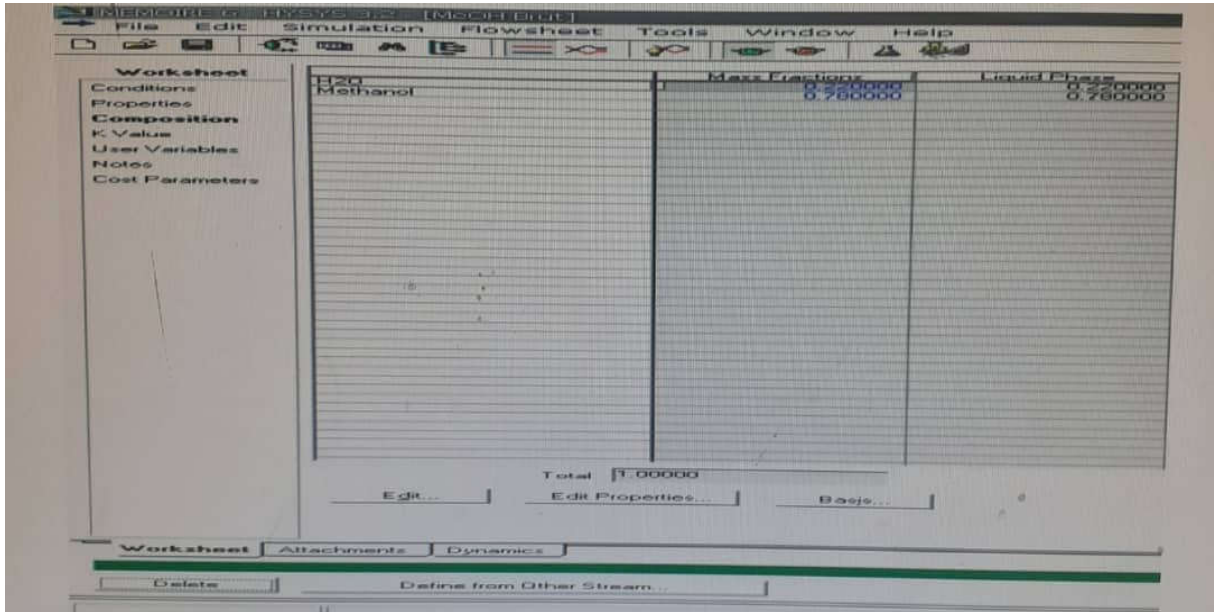 MEMOIRE G - HYSYS 3.2 - [MeOH Brut]
File Edit Simulation Flowsheet Tools Window Help
Worksheet
Conditions
Properties
Composition
K Value
User Variables
Notes
Cost Parameters
Mass Fractions Liquid Phase
H2O 0.220000 0.220000
Methanol 0.780000 0.780000
Total 1.00000
Edit... Edit Properties... Basis...
Worksheet Attachments Dynamics
Delete Define from Other Stream...